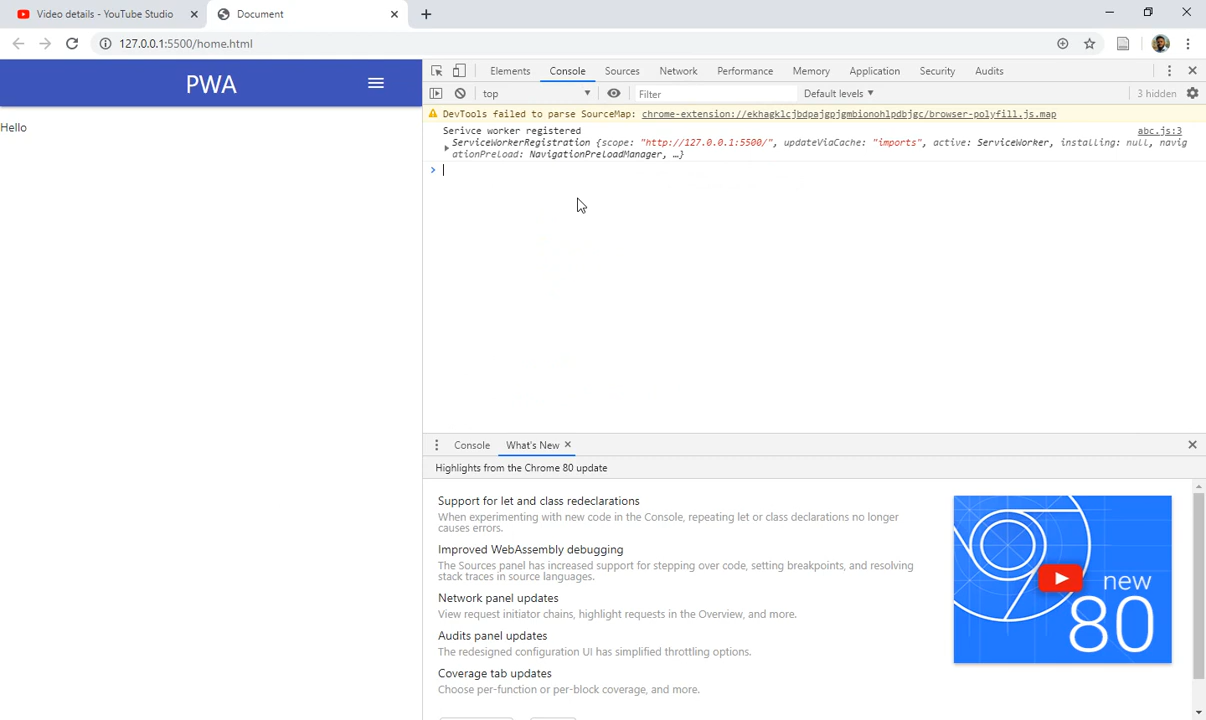 Video details - YouTube Studio
Document
127.0.0.1:5500/home.html
PWA
Hello
Elements Console Sources Network Performance Memory Application Security Audits
top Filter Default levels 3 hidden
DevTools failed to parse SourceMap: chrome-extension://ekhagklcjbdpajgpjgmbionohlpdbjgc/browser-polyfill.js.map
Serivce worker registered abc.js:3
ServiceWorkerRegistration {scope: "http://127.0.0.1:5500/", updateViaCache: "imports", active: ServiceWorker, installing: null, navig
ationPreload: NavigationPreloadManager, …}
Console What's New
Highlights from the Chrome 80 update
Support for let and class redeclarations
When experimenting with new code in the Console, repeating let or class declarations no longer
causes errors.
Improved WebAssembly debugging
The Sources panel has increased support for stepping over code, setting breakpoints, and resolving
stack traces in source languages.
Network panel updates
View request initiator chains, highlight requests in the Overview, and more.
Audits panel updates
The redesigned configuration UI has simplified throttling options.
Coverage tab updates
Choose per-function or per-block coverage, and more.
new
80